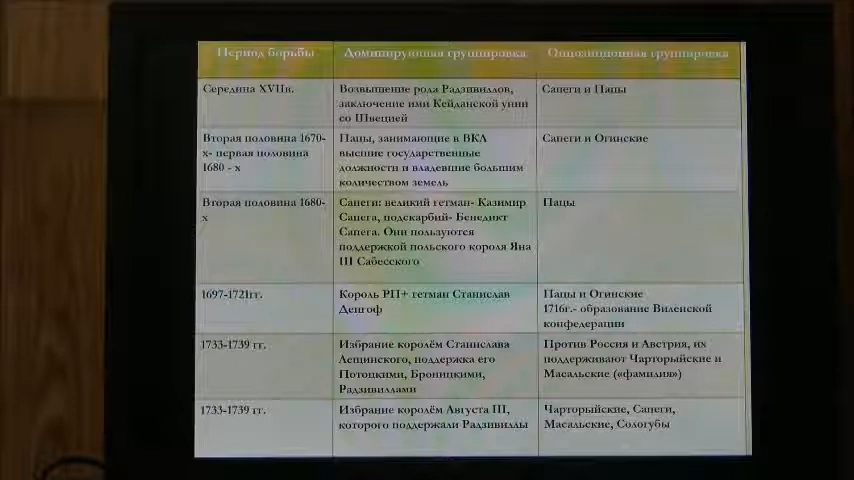 Период борьбы
Доминирующая группировка
Оппозиционная группировка
Середина XVIIв.
Возвышение рода Радзивиллов,
заключение ими Кейданской унии
со Швецией
Сапеги и Пацы
Вторая половина 1670-
х- первая половина
1680 - х
Пацы, занимающие в ВКЛ
высшие государственные
должности и владевшие большим
количеством земель
Сапеги и Огинские
Вторая половина 1680-
х
Сапеги: великий гетман- Казимир
Сапега, подскарбий- Бенедикт
Сапега. Они пользуются
поддержкой польского короля Яна
III Сабесского
Пацы
1697-1721гг.
Король РП+ гетман Станислав
Денгоф
Пацы и Огинские
1716г.- образование Виленской
конфедерации
1733-1739 гг.
Избрание королём Станислава
Лещинского, поддержка его
Потоцкими, Броницкими,
Радзивиллами
Против Россия и Австрия, их
поддерживают Чарторыйские и
Масальские («фамилия»)
1733-1739 гг.
Избрание королём Августа III,
которого поддержали Радзивиллы
Чарторыйские, Сапеги,
Масальские, Сологубы